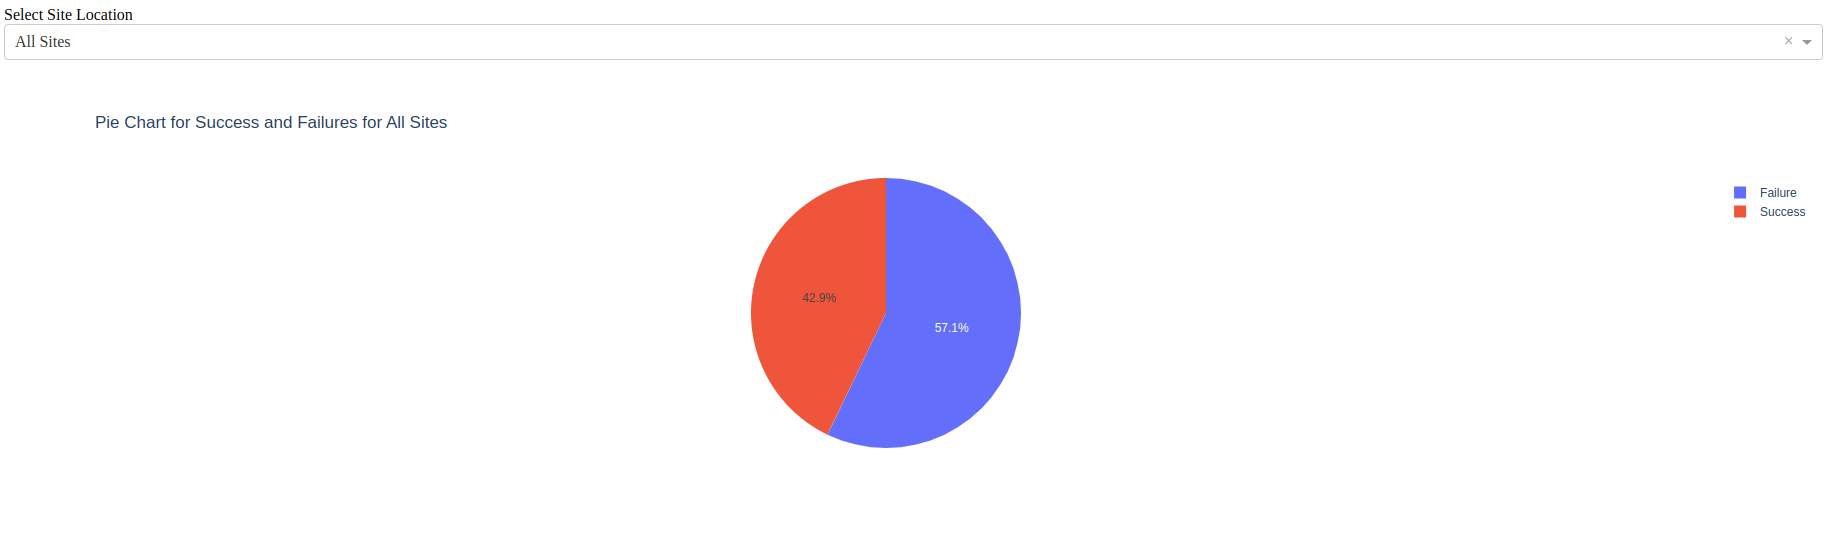 Select Site Location
All Sites
×
Pie Chart for Success and Failures for All Sites
Failure
Success
42.9%
57.1%